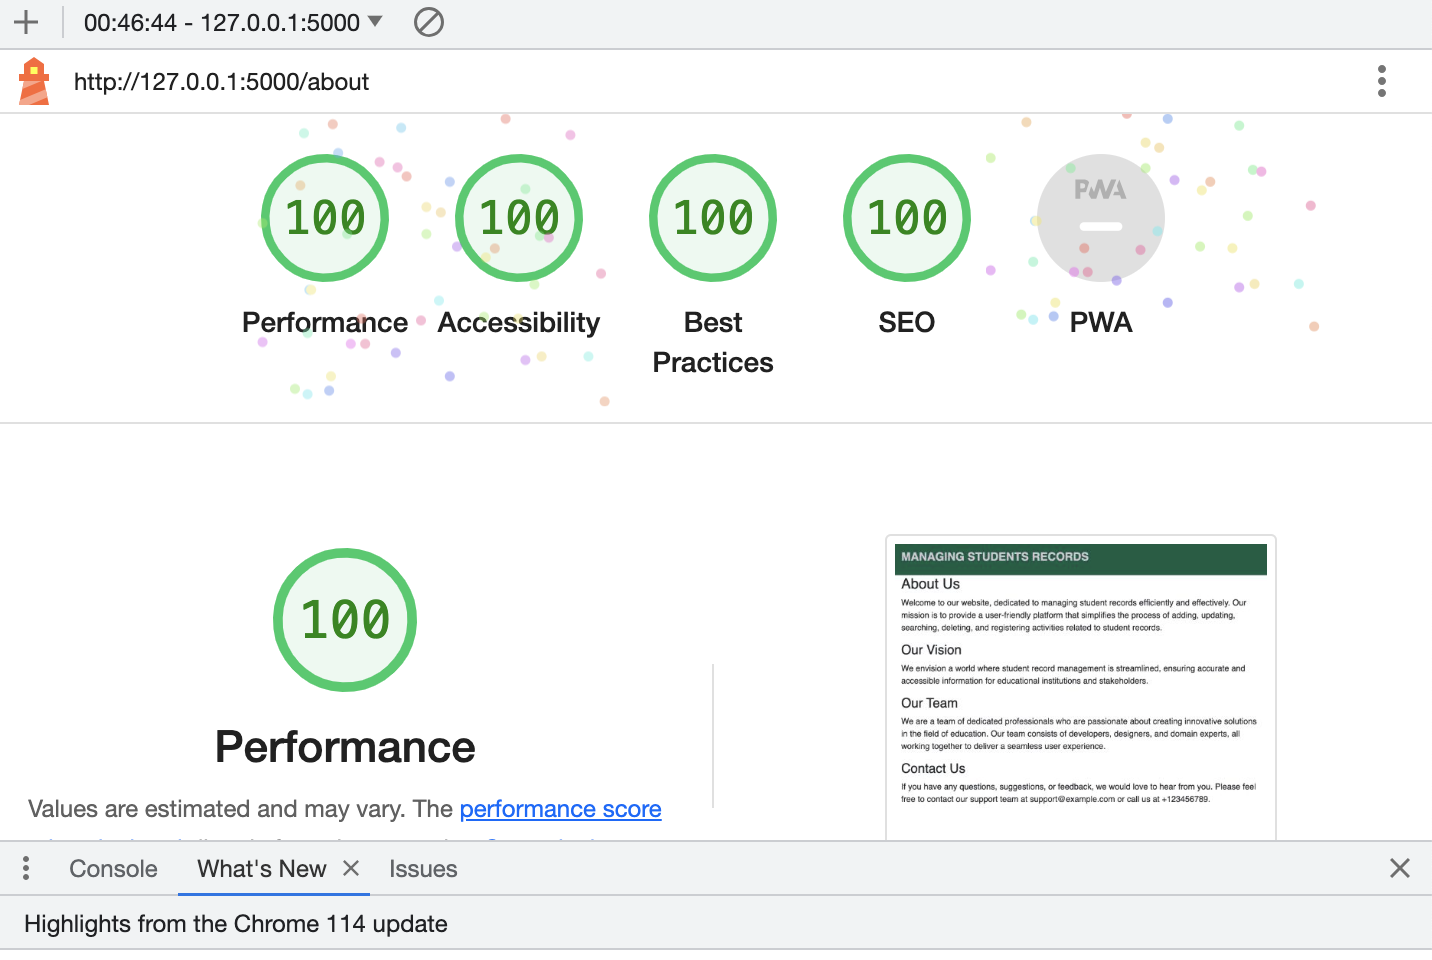 00:46:44 - 127.0.0.1:5000
http://127.0.0.1:5000/about
100 100 100 100 PWA
Performance Accessibility Best Practices SEO PWA
100
Performance
Values are estimated and may vary. The performance score
MANAGING STUDENTS RECORDS
About Us
Welcome to our website, dedicated to managing student records efficiently and effectively. Our
mission is to provide a user-friendly platform that simplifies the process of adding, updating,
searching, deleting, and registering activities related to student records.
Our Vision
We envision a world where student record management is streamlined, ensuring accurate and
accessible information for educational institutions and stakeholders.
Our Team
We are a team of dedicated professionals who are passionate about creating innovative solutions
in the field of education. Our team consists of developers, designers, and domain experts, all
working together to deliver a seamless user experience.
Contact Us
If you have any questions, suggestions, or feedback, we would love to hear from you. Please feel
free to contact our support team at support@example.com or call us at +123456789.
Console What's New Issues
Highlights from the Chrome 114 update